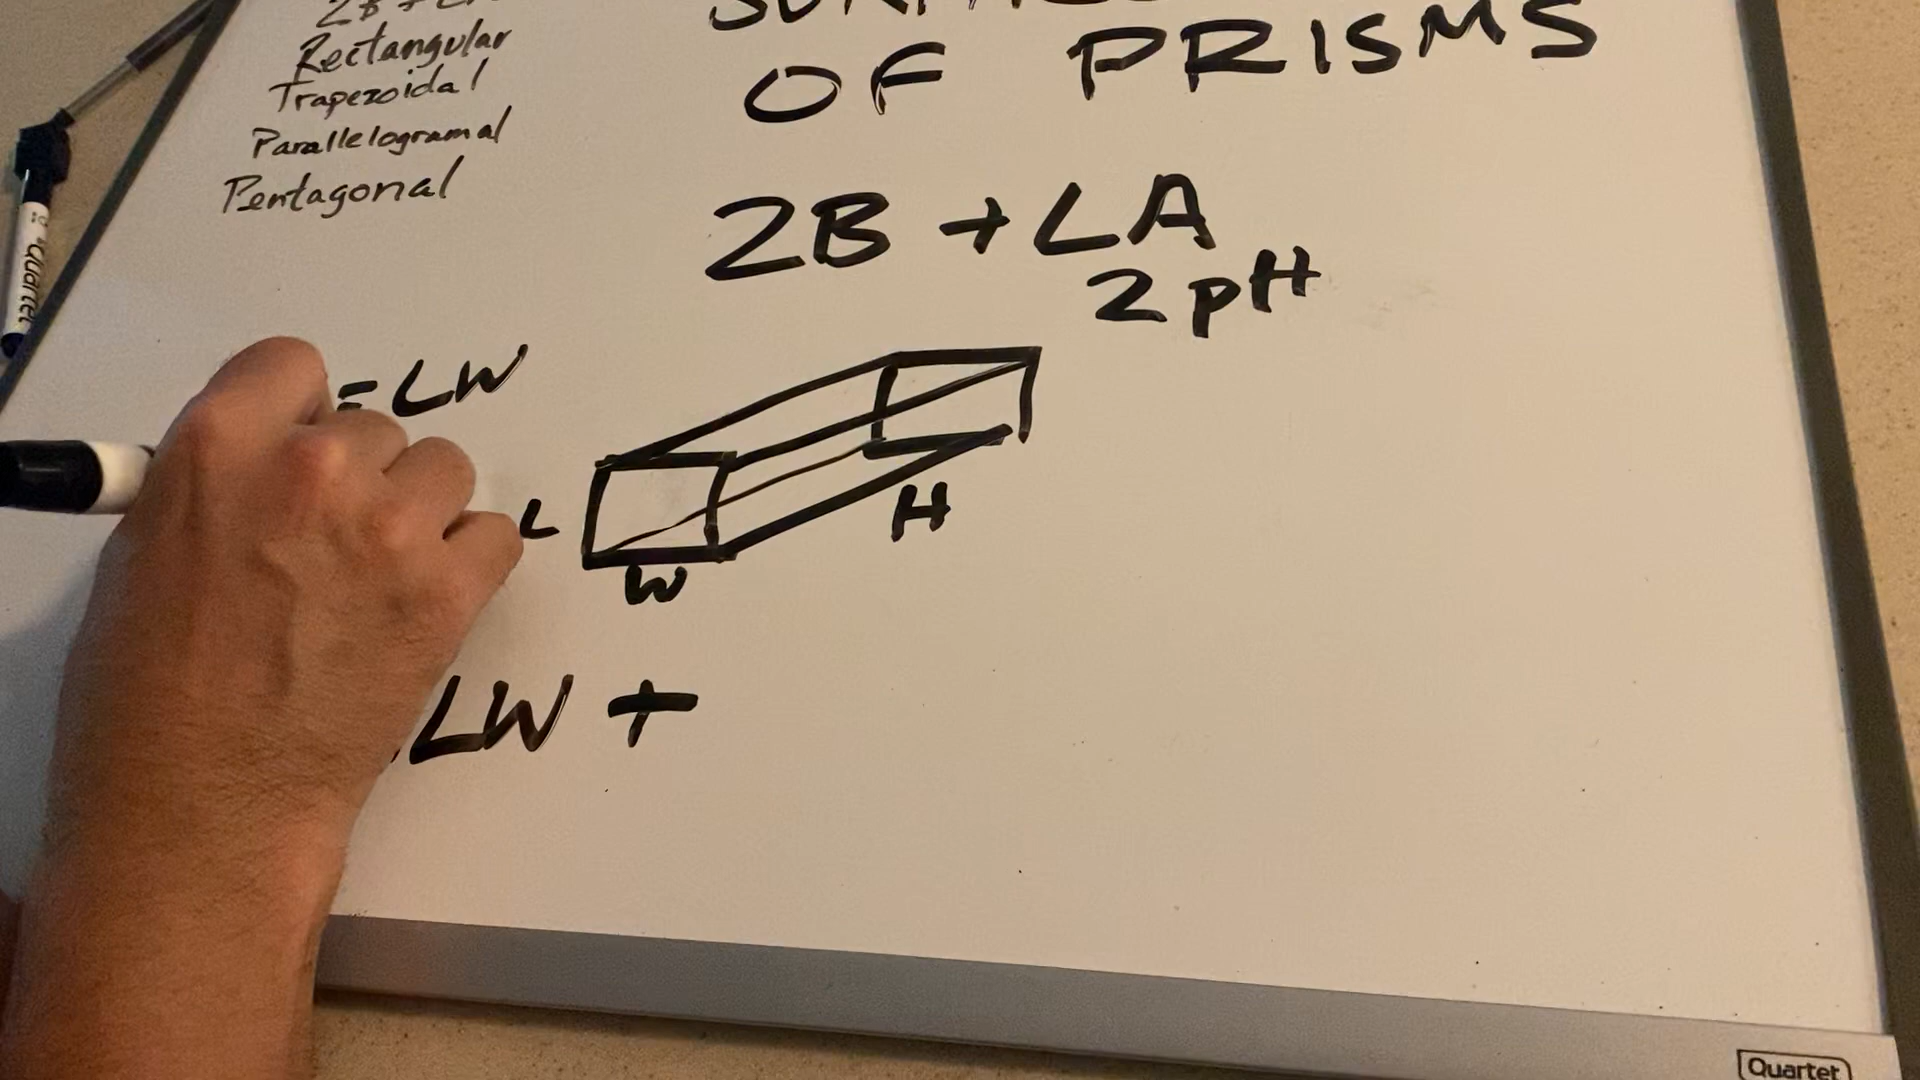 Rectangular
Trapezoidal
Parallelogramal
Pentagonal
OF PRISMS
2B + LA
2pH
= LW
L
W
H
LW +
Quartet
Quartet